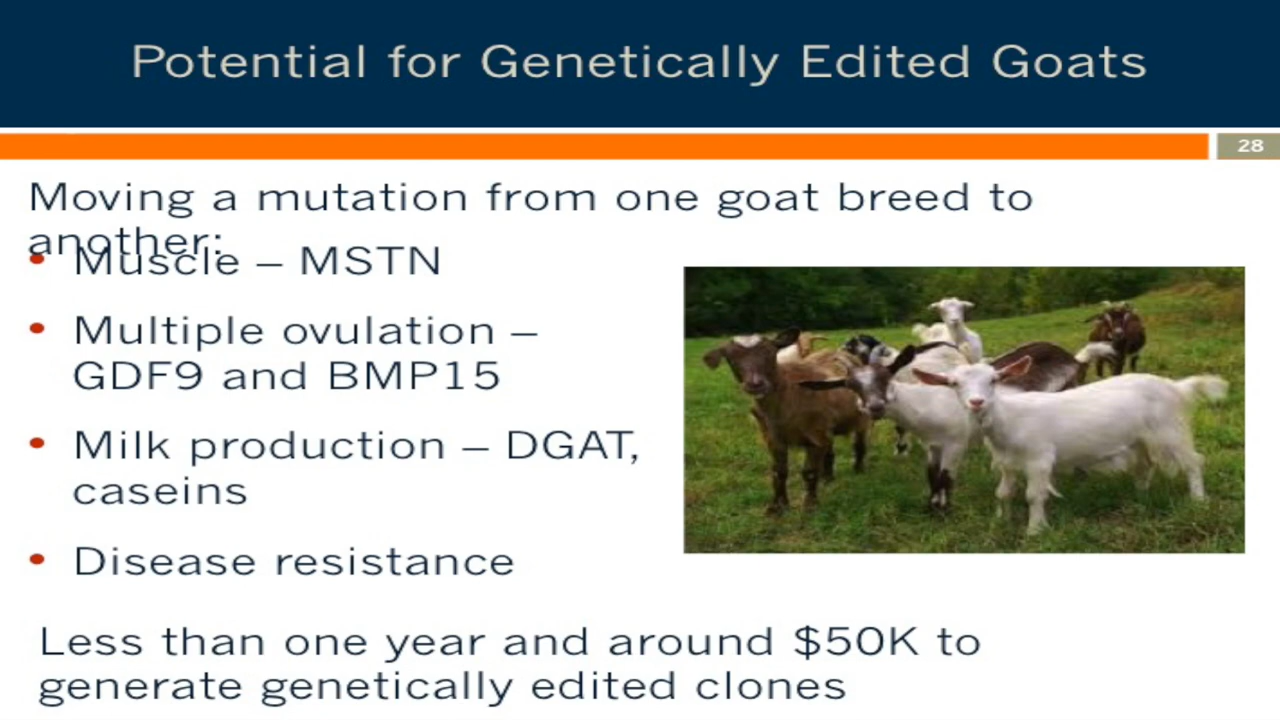 Potential for Genetically Edited Goats
28
Moving a mutation from one goat breed to
another:
• Muscle – MSTN
• Multiple ovulation –
GDF9 and BMP15
• Milk production – DGAT,
caseins
• Disease resistance
Less than one year and around $50K to
generate genetically edited clones